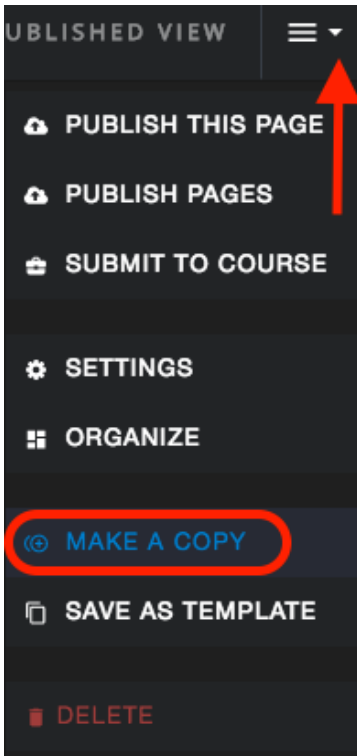 UBLISHED VIEW
PUBLISH THIS PAGE
PUBLISH PAGES
SUBMIT TO COURSE
SETTINGS
ORGANIZE
MAKE A COPY
SAVE AS TEMPLATE
DELETE